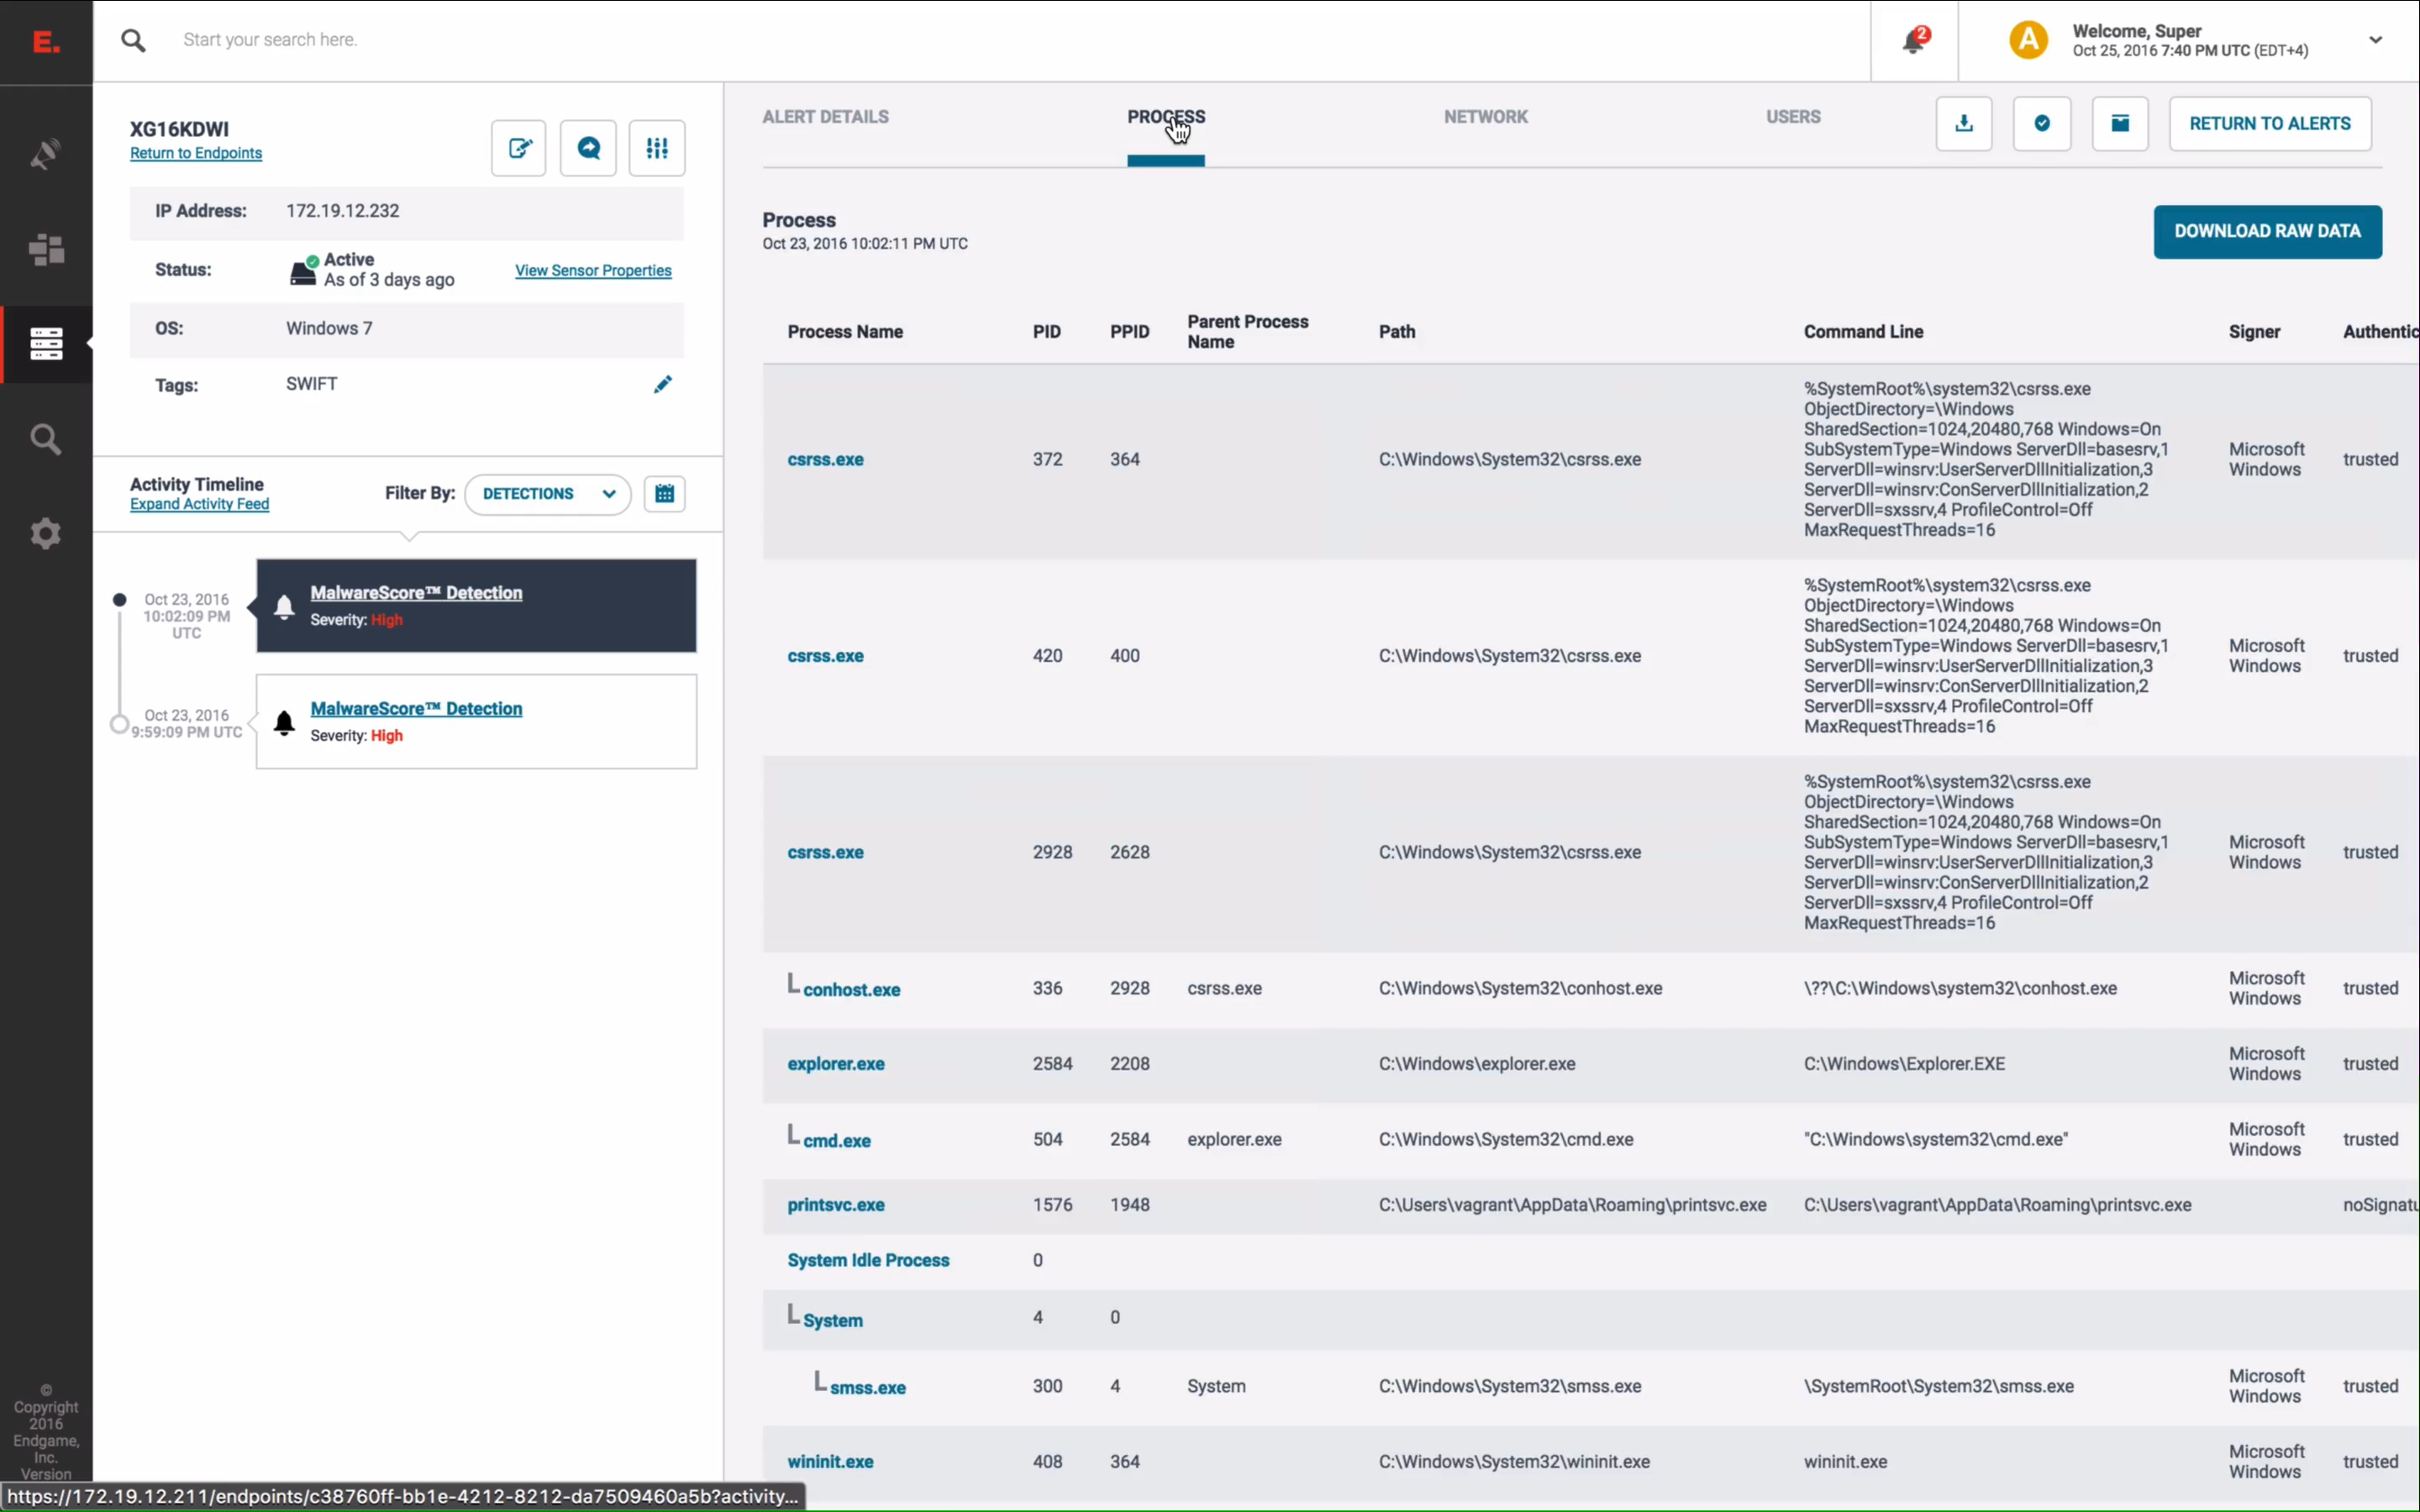 E.
Start your search here.
2
A
Welcome, Super
Oct 25, 2016 7:40 PM UTC (EDT+4)
XG16KDWI
Return to Endpoints
IP Address: 172.19.12.232
Status: Active
As of 3 days ago
View Sensor Properties
OS: Windows 7
Tags: SWIFT
Activity Timeline
Expand Activity Feed
Filter By: DETECTIONS
Oct 23, 2016
10:02:09 PM
UTC
MalwareScore™ Detection
Severity: High
Oct 23, 2016
9:59:09 PM UTC
MalwareScore™ Detection
Severity: High
©
Copyright
2016
Endgame,
Inc.
Version
https://172.19.12.211/endpoints/c38760ff-bb1e-4212-8212-da7509460a5b?activity...
ALERT DETAILS PROCESS NETWORK USERS
RETURN TO ALERTS
Process
Oct 23, 2016 10:02:11 PM UTC
DOWNLOAD RAW DATA
Process Name PID PPID Parent Process Name Path Command Line Signer Authentic
csrss.exe 372 364 C:\Windows\System32\csrss.exe
%SystemRoot%\system32\csrss.exe
ObjectDirectory=\Windows
SharedSection=1024,20480,768 Windows=On
SubSystemType=Windows ServerDll=basesrv,1
ServerDll=winsrv:UserServerDllInitialization,3
ServerDll=winsrv:ConServerDllInitialization,2
ServerDll=sxssrv,4 ProfileControl=Off
MaxRequestThreads=16
Microsoft
Windows
trusted
csrss.exe 420 400 C:\Windows\System32\csrss.exe
%SystemRoot%\system32\csrss.exe
ObjectDirectory=\Windows
SharedSection=1024,20480,768 Windows=On
SubSystemType=Windows ServerDll=basesrv,1
ServerDll=winsrv:UserServerDllInitialization,3
ServerDll=winsrv:ConServerDllInitialization,2
ServerDll=sxssrv,4 ProfileControl=Off
MaxRequestThreads=16
Microsoft
Windows
trusted
csrss.exe 2928 2628 C:\Windows\System32\csrss.exe
%SystemRoot%\system32\csrss.exe
ObjectDirectory=\Windows
SharedSection=1024,20480,768 Windows=On
SubSystemType=Windows ServerDll=basesrv,1
ServerDll=winsrv:UserServerDllInitialization,3
ServerDll=winsrv:ConServerDllInitialization,2
ServerDll=sxssrv,4 ProfileControl=Off
MaxRequestThreads=16
Microsoft
Windows
trusted
conhost.exe 336 2928 csrss.exe C:\Windows\System32\conhost.exe \??\C:\Windows\system32\conhost.exe
Microsoft
Windows
trusted
explorer.exe 2584 2208 C:\Windows\explorer.exe C:\Windows\Explorer.EXE
Microsoft
Windows
trusted
cmd.exe 504 2584 explorer.exe C:\Windows\System32\cmd.exe "C:\Windows\system32\cmd.exe"
Microsoft
Windows
trusted
printsvc.exe 1576 1948 C:\Users\vagrant\AppData\Roaming\printsvc.exe C:\Users\vagrant\AppData\Roaming\printsvc.exe noSignatu
System Idle Process 0
System 4 0
smss.exe 300 4 System C:\Windows\System32\smss.exe \SystemRoot\System32\smss.exe
Microsoft
Windows
trusted
wininit.exe 408 364 C:\Windows\System32\wininit.exe wininit.exe
Microsoft
Windows
trusted